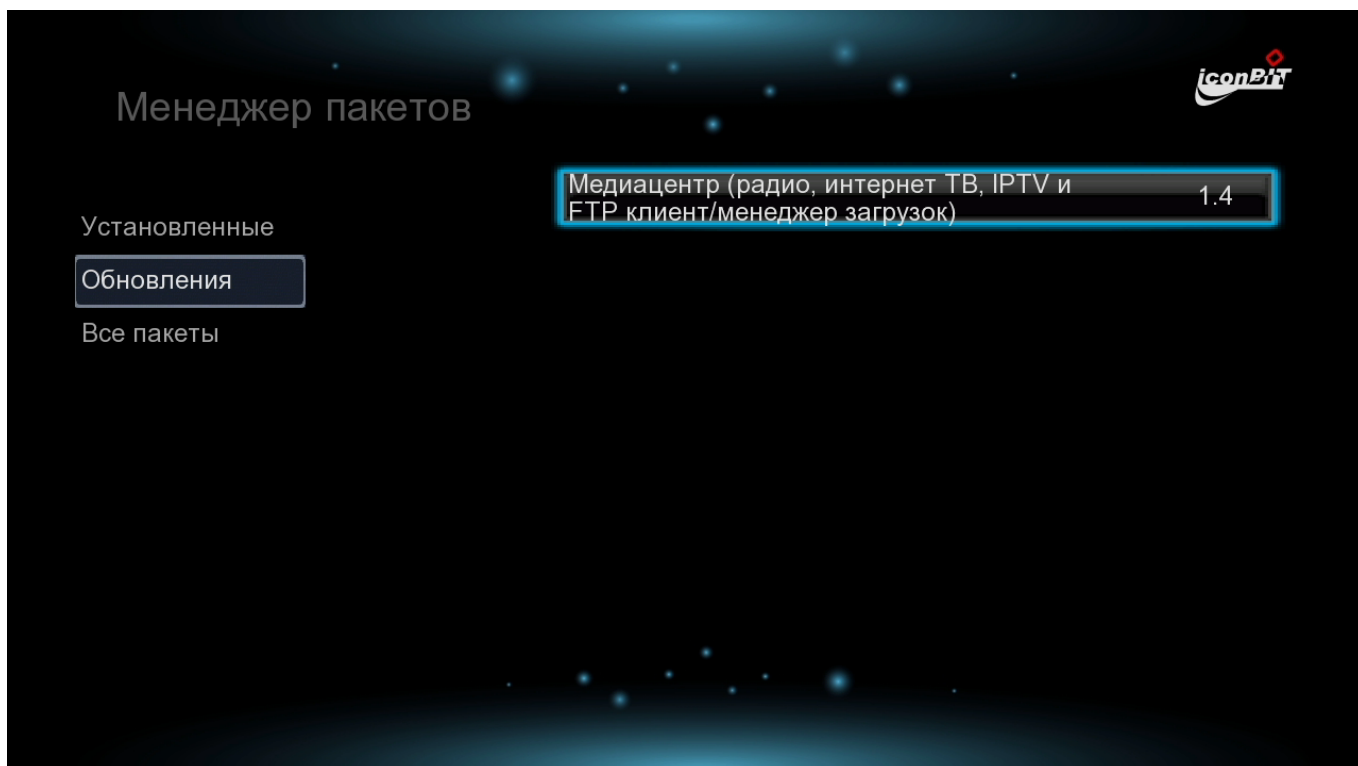 iconBIT
Менеджер пакетов
Медиацентр (радио, интернет ТВ, IPTV и
FTP клиент/менеджер загрузок)
1.4
Установленные
Обновления
Все пакеты